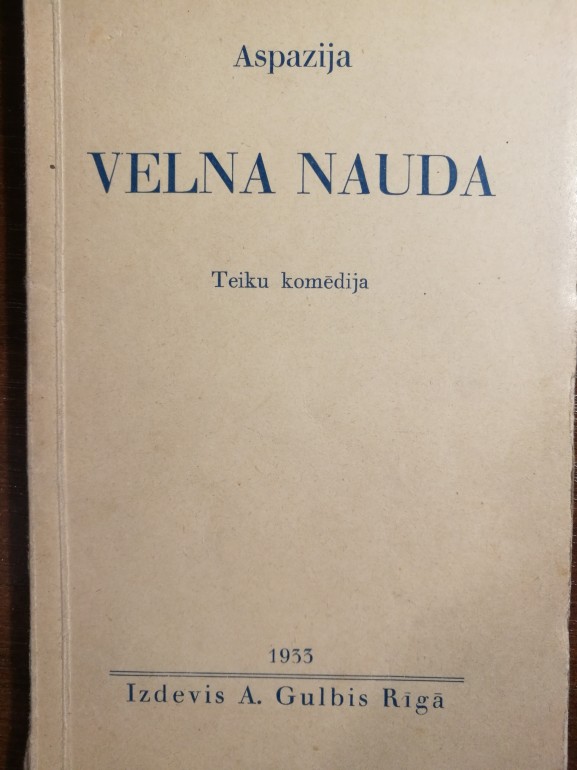 Aspazija
VELNA NAUDA
Teiku komēdija
1933
Izdevis A. Gulbis Rīgā